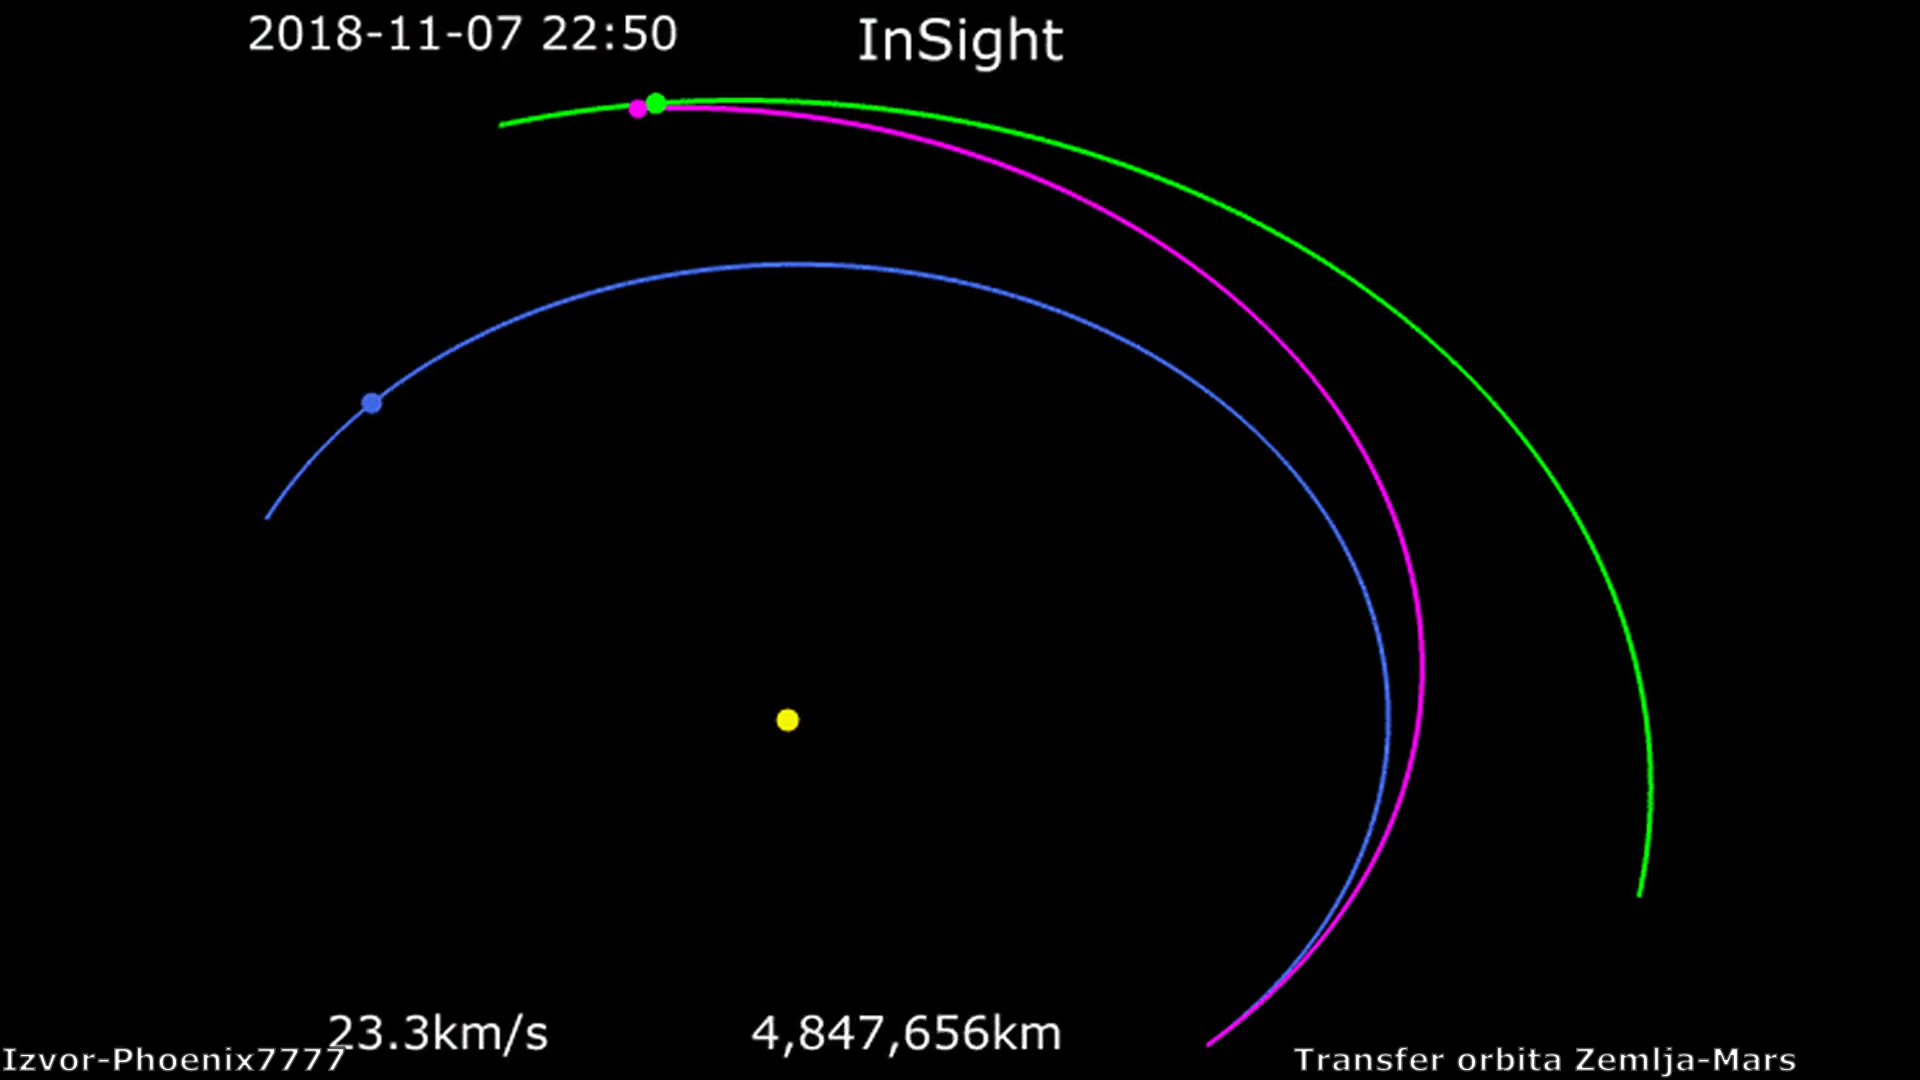 2018-11-07 22:50
InSight
23.3km/s
4,847,656km
Izvor-Phoenix7777
Transfer orbita Zemlja-Mars